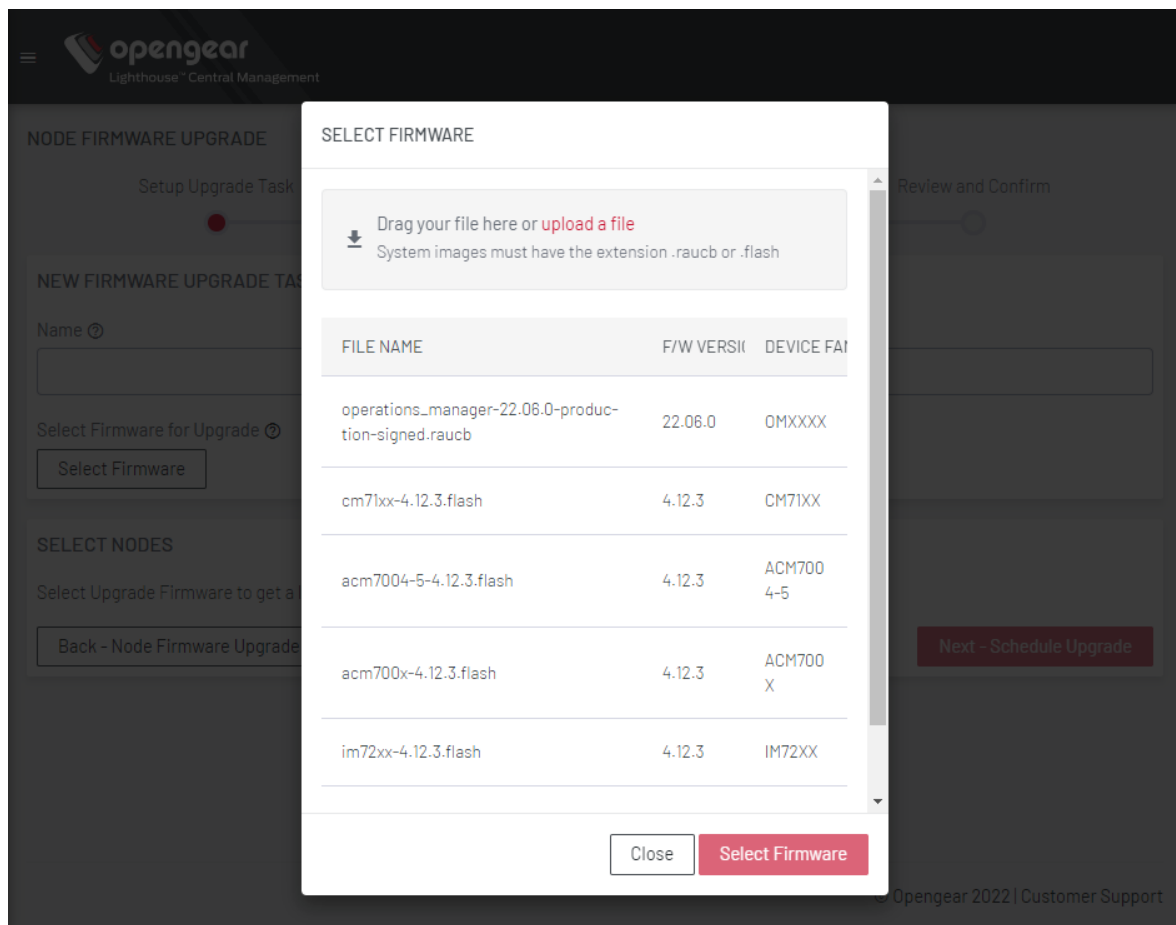 opengear
Lighthouse™ Central Management
NODE FIRMWARE UPGRADE
Setup Upgrade Task
Review and Confirm
NEW FIRMWARE UPGRADE TAS
Name
Select Firmware for Upgrade
Select Firmware
SELECT NODES
Select Upgrade Firmware to get a
Back - Node Firmware Upgrade
Next - Schedule Upgrade
SELECT FIRMWARE
Drag your file here or upload a file
System images must have the extension .raucb or .flash
FILE NAME F/W VERSI DEVICE FA
operations_manager-22.06.0-produc-
tion-signed.raucb 22.06.0 OMXXXX
cm71xx-4.12.3.flash 4.12.3 CM71XX
acm7004-5-4.12.3.flash 4.12.3 ACM700
4-5
acm700x-4.12.3.flash 4.12.3 ACM700
X
im72xx-4.12.3.flash 4.12.3 IM72XX
Close Select Firmware
© Opengear 2022 | Customer Support